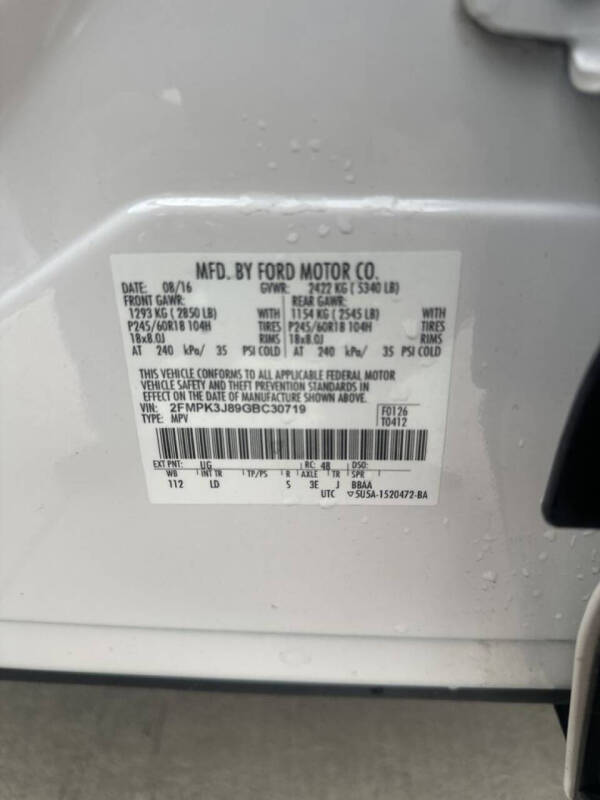 MFD. BY FORD MOTOR CO.
DATE: 08/16 GVWR: 2422 KG ( 5340 LB)
FRONT GAWR: REAR GAWR:
1293 KG ( 2850 LB) WITH 1154 KG ( 2545 LB) WITH
P245/60R18 104H TIRES P245/60R18 104H TIRES
18x8.0J RIMS 18x8.0J RIMS
AT 240 kPa/ 35 PSI COLD AT 240 kPa/ 35 PSI COLD
THIS VEHICLE CONFORMS TO ALL APPLICABLE FEDERAL MOTOR
VEHICLE SAFETY AND THEFT PREVENTION STANDARDS IN
EFFECT ON THE DATE OF MANUFACTURE SHOWN ABOVE.
VIN: 2FMPK3J89GBC30719 F0126
TYPE: MPV T0412
EXT PNT: UG RC: 48 DSO:
WB INT TR TP/PS R AXLE TR SPR
112 LD S 3E J BBAA
UTC ▽5U5A-1520472-BA